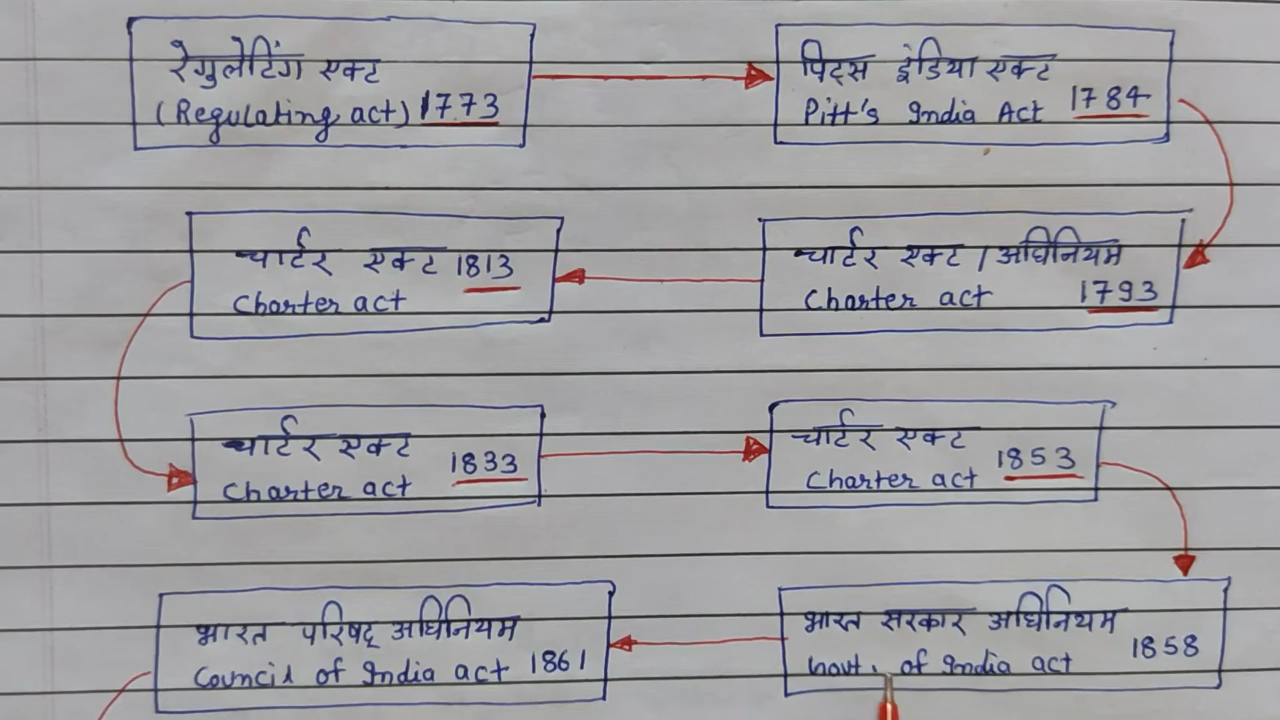 रेगुलेटिंग एक्ट
(Regulating act) 1773
पिट्स इंडिया एक्ट
Pitt's India Act 1784
चार्टर एक्ट / अधिनियम
Charter act 1793
चार्टर एक्ट 1813
Charter act
चार्टर एक्ट
Charter act 1833
चार्टर एक्ट
Charter act 1853
भारत सरकार अधिनियम
Govt. of India act 1858
भारत परिषद् अधिनियम
Council of India act 1861